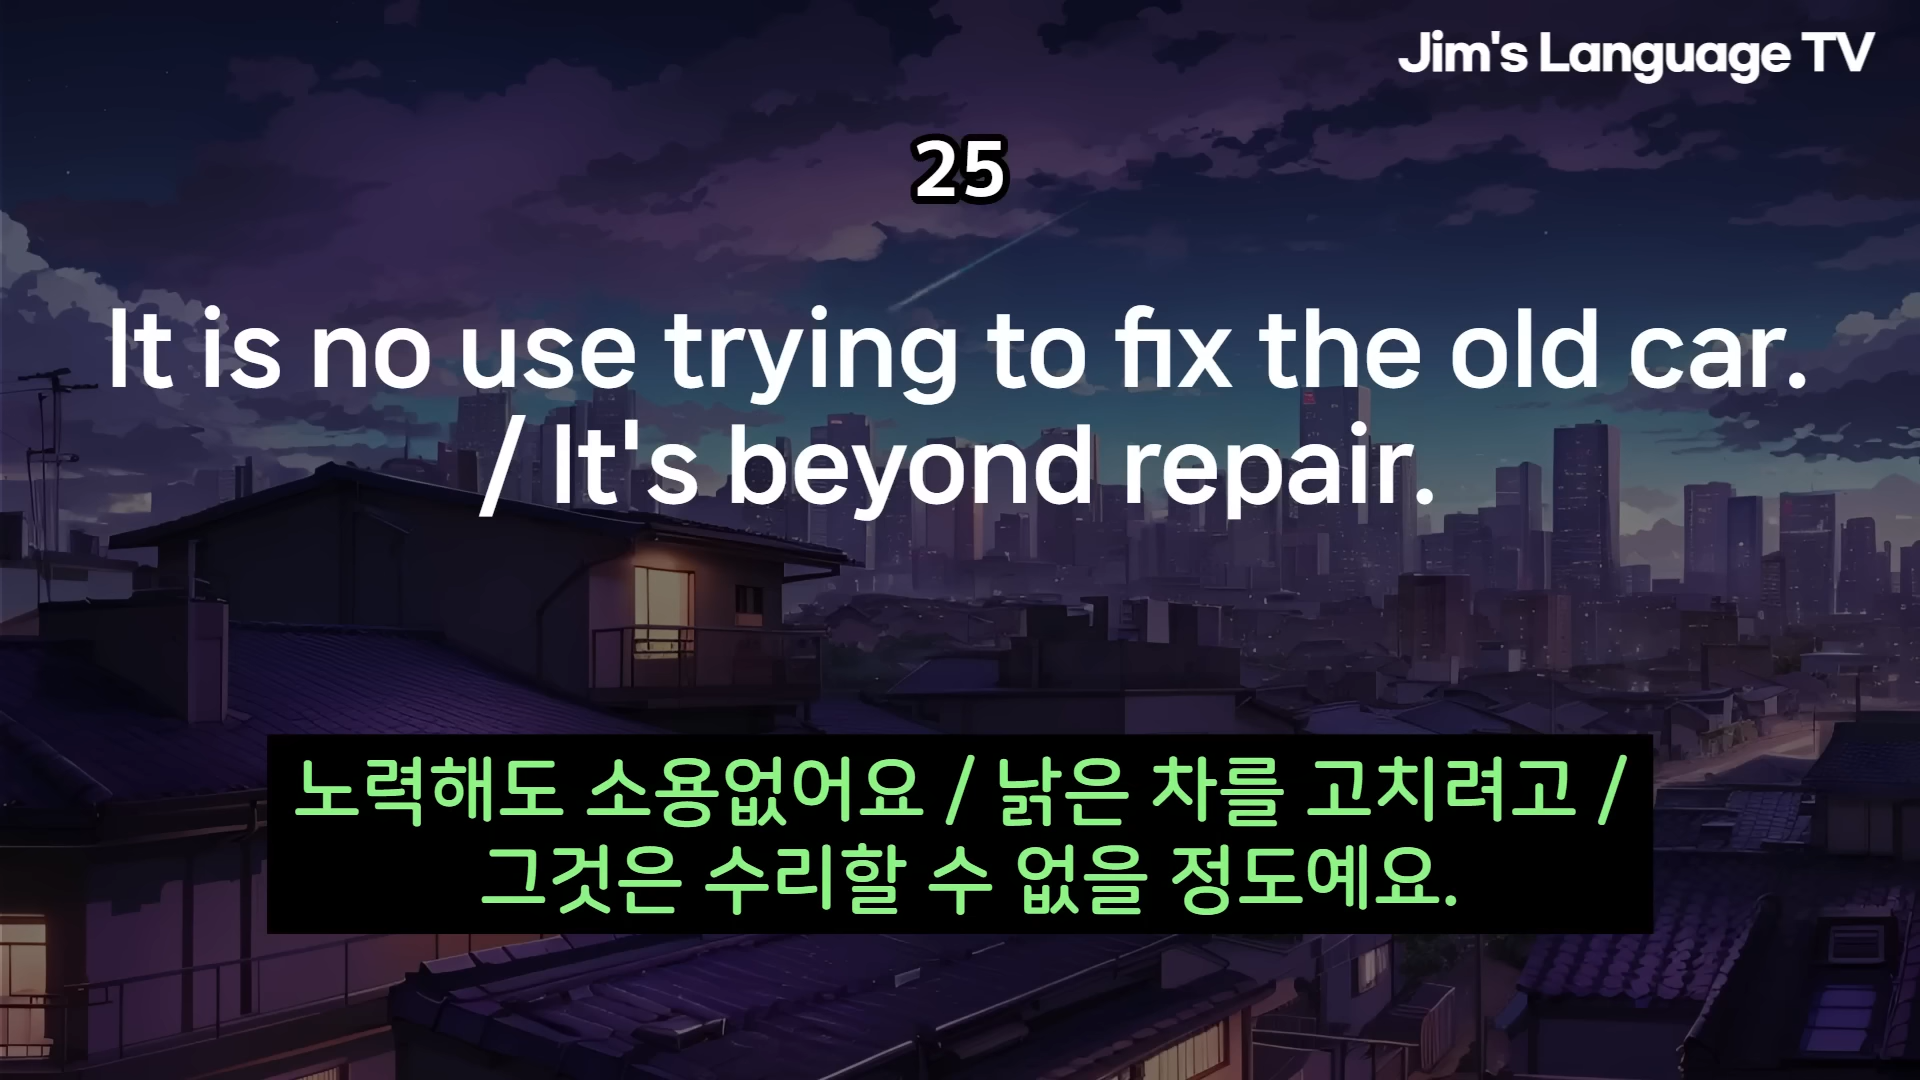 Jim's Language TV
25
It is no use trying to fix the old car.
/ It's beyond repair.
노력해도 소용없어요 / 낡은 차를 고치려고 /
그것은 수리할 수 없을 정도예요.